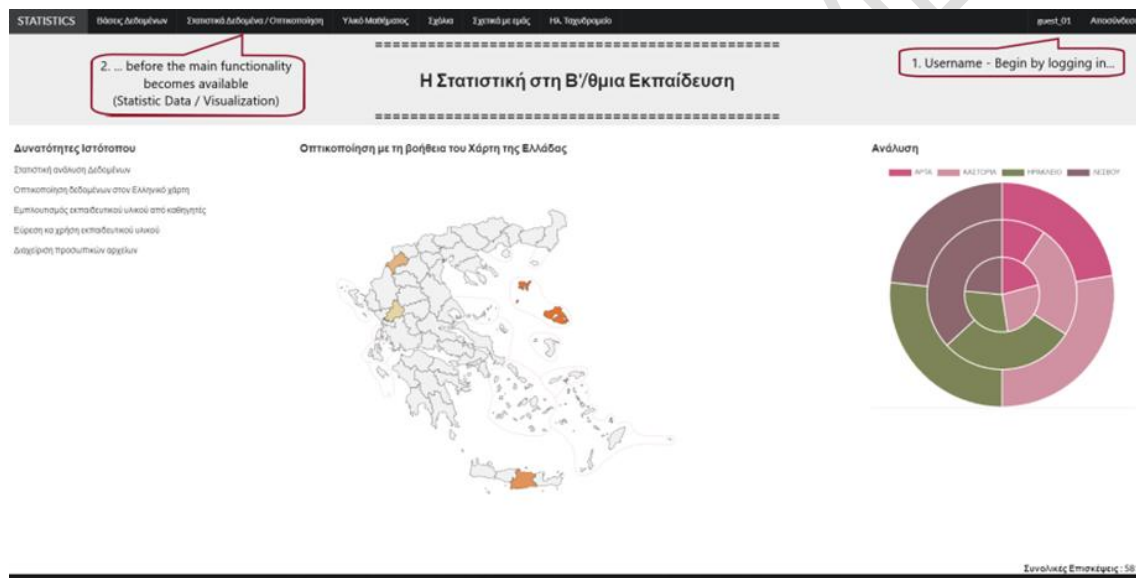 STATISTICS Βάσεις Δεδομένων Στατιστικά Δεδομένα / Οπτικοποίηση Υλικό Μαθήματος Σχόλια Σχετικά με εμάς Ηλ. Ταχυδρομείο guest_01 Αποσύνδεση
2. ... before the main functionality
becomes available
(Statistic Data / Visualization)
1. Username - Begin by logging in...
==============================================
Η Στατιστική στη Β'/θμια Εκπαίδευση
==============================================
Δυνατότητες Ιστότοπου
Στατιστική ανάλυση Δεδομένων
Οπτικοποίηση δεδομένων στον Ελληνικό χάρτη
Εμπλουτισμός εκπαιδευτικού υλικού από καθηγητές
Εύρεση κα χρήση εκπαιδευτικού υλικού
Διαχείριση προσωπικών αρχείων
Οπτικοποίηση με τη βοήθεια του Χάρτη της Ελλάδας
Ανάλυση
ΑΡΤΑ ΚΑΣΤΟΡΙΑ ΗΡΑΚΛΕΙΟ ΛΕΣΒΟΥ
Συνολικές Επισκέψεις : 58